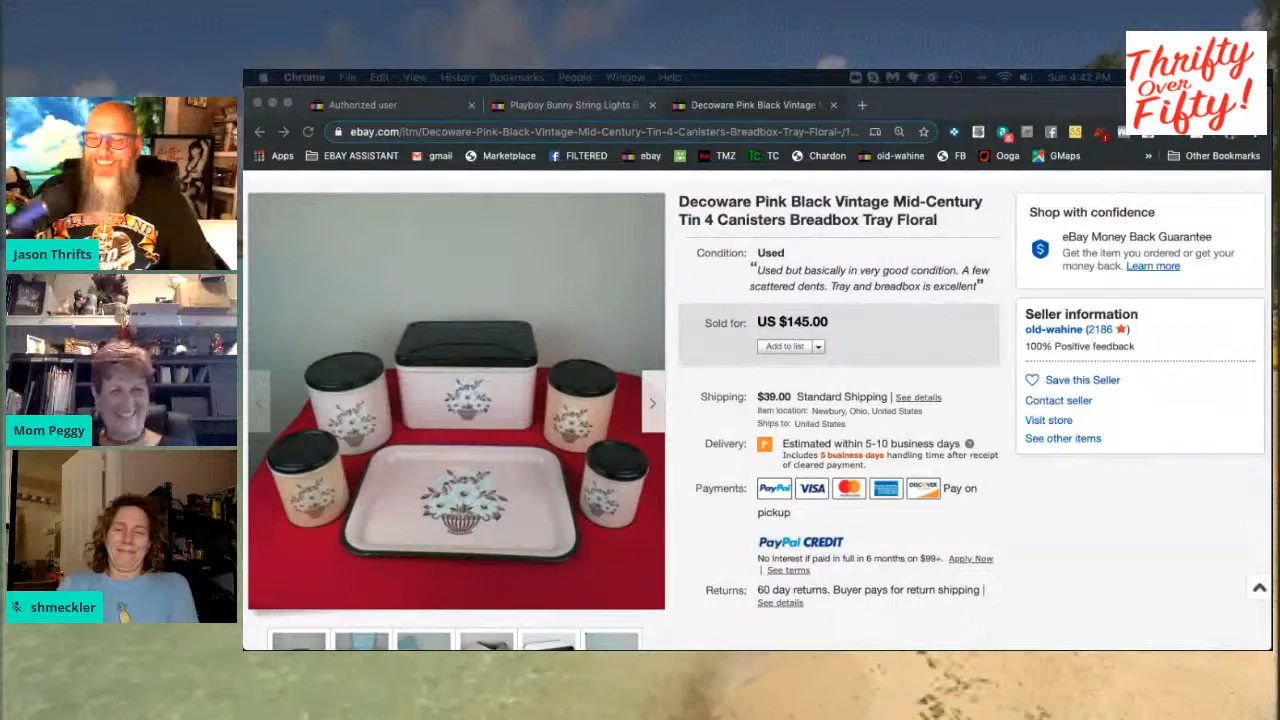 Thrifty
Over
Fifty!
Chrome File Edit View History Bookmarks People Window Help
Sun 4:42 PM
Authorized user
Playboy Bunny String Lights B
Decoware Pink Black Vintage
ebay.com/itm/Decoware-Pink-Black-Vintage-Mid-Century-Tin-4-Canisters-Breadbox-Tray-Floral-/1...
Apps EBAY ASSISTANT gmail Marketplace FILTERED ebay TMZ TC Chardon old-wahine FB Ooga GMaps » Other Bookmarks
Jason Thrifts
Mom Peggy
shmeckler
Decoware Pink Black Vintage Mid-Century
Tin 4 Canisters Breadbox Tray Floral
Condition: Used
“Used but basically in very good condition. A few
scattered dents. Tray and breadbox is excellent”
Sold for: US $145.00
Add to list
Shipping: $39.00 Standard Shipping | See details
Item location: Newbury, Ohio, United States
Ships to: United States
Delivery: Estimated within 5-10 business days
Includes 5 business days handling time after receipt
of cleared payment.
Payments: PayPal VISA MasterCard DISCOVER Pay on
pickup
PayPal CREDIT
No Interest if paid in full in 6 months on $99+. Apply Now
| See terms
Returns: 60 day returns. Buyer pays for return shipping |
See details
Shop with confidence
eBay Money Back Guarantee
Get the item you ordered or get your
money back. Learn more
Seller information
old-wahine (2186 ★)
100% Positive feedback
Save this Seller
Contact seller
Visit store
See other items